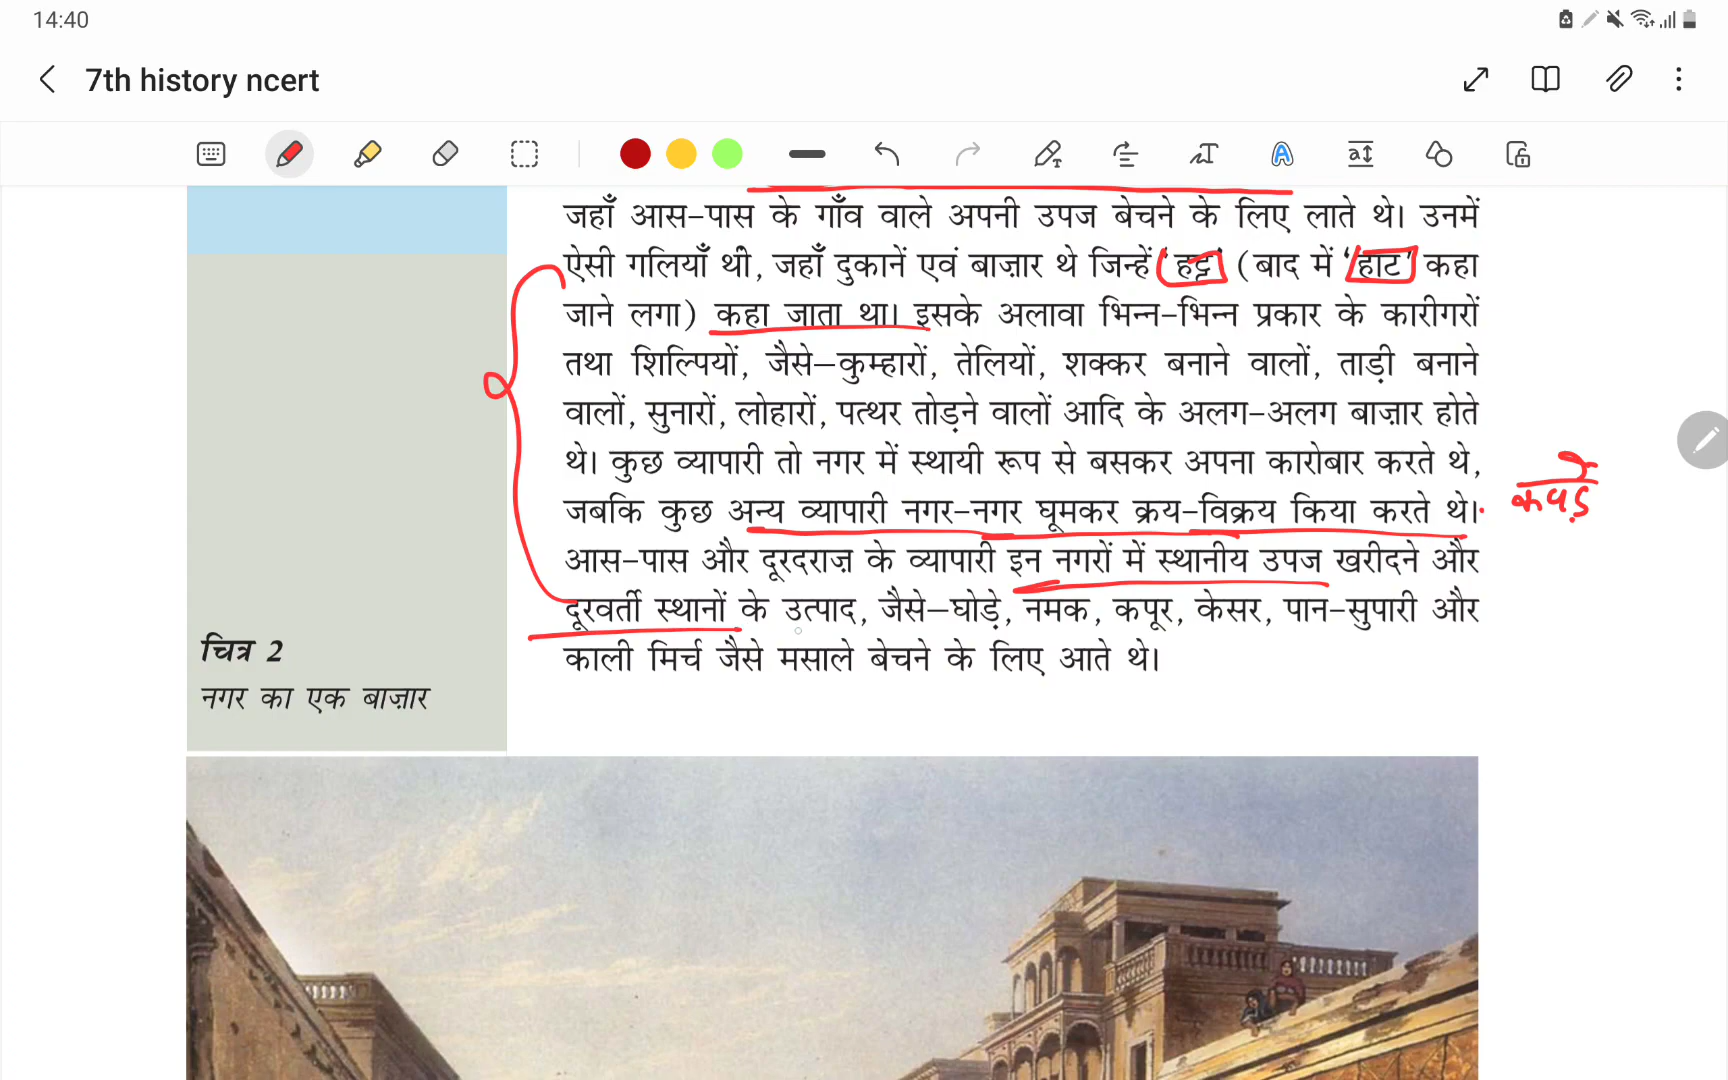 14:40
7th history ncert
जहाँ आस-पास के गाँव वाले अपनी उपज बेचने के लिए लाते थे। उनमें
ऐसी गलियाँ थीं, जहाँ दुकानें एवं बाज़ार थे जिन्हें 'हट्ट' (बाद में 'हाट' कहा
जाने लगा) कहा जाता था। इसके अलावा भिन्न-भिन्न प्रकार के कारीगरों
तथा शिल्पियों, जैसे—कुम्हारों, तेलियों, शक्कर बनाने वालों, ताड़ी बनाने
वालों, सुनारों, लोहारों, पत्थर तोड़ने वालों आदि के अलग-अलग बाज़ार होते
थे। कुछ व्यापारी तो नगर में स्थायी रूप से बसकर अपना कारोबार करते थे,
जबकि कुछ अन्य व्यापारी नगर-नगर घूमकर क्रय-विक्रय किया करते थे।
कपड़े
आस-पास और दूरदराज़ के व्यापारी इन नगरों में स्थानीय उपज खरीदने और
दूरवर्ती स्थानों के उत्पाद, जैसे—घोड़े, नमक, कपूर, केसर, पान-सुपारी और
काली मिर्च जैसे मसाले बेचने के लिए आते थे।
चित्र 2
नगर का एक बाज़ार